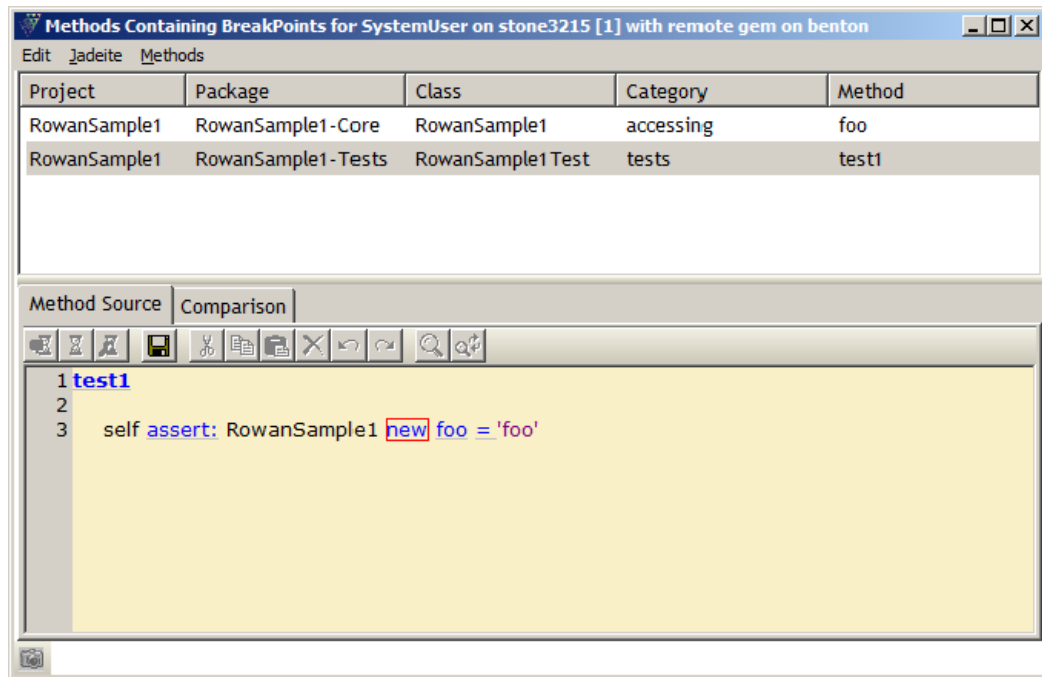 Methods Containing BreakPoints for SystemUser on stone3215 [1] with remote gem on benton
Edit Jadeite Methods
Project Package Class Category Method
RowanSample1 RowanSample1-Core RowanSample1 accessing foo
RowanSample1 RowanSample1-Tests RowanSample1Test tests test1
Method Source Comparison
1 test1
2
3 self assert: RowanSample1 new foo = 'foo'